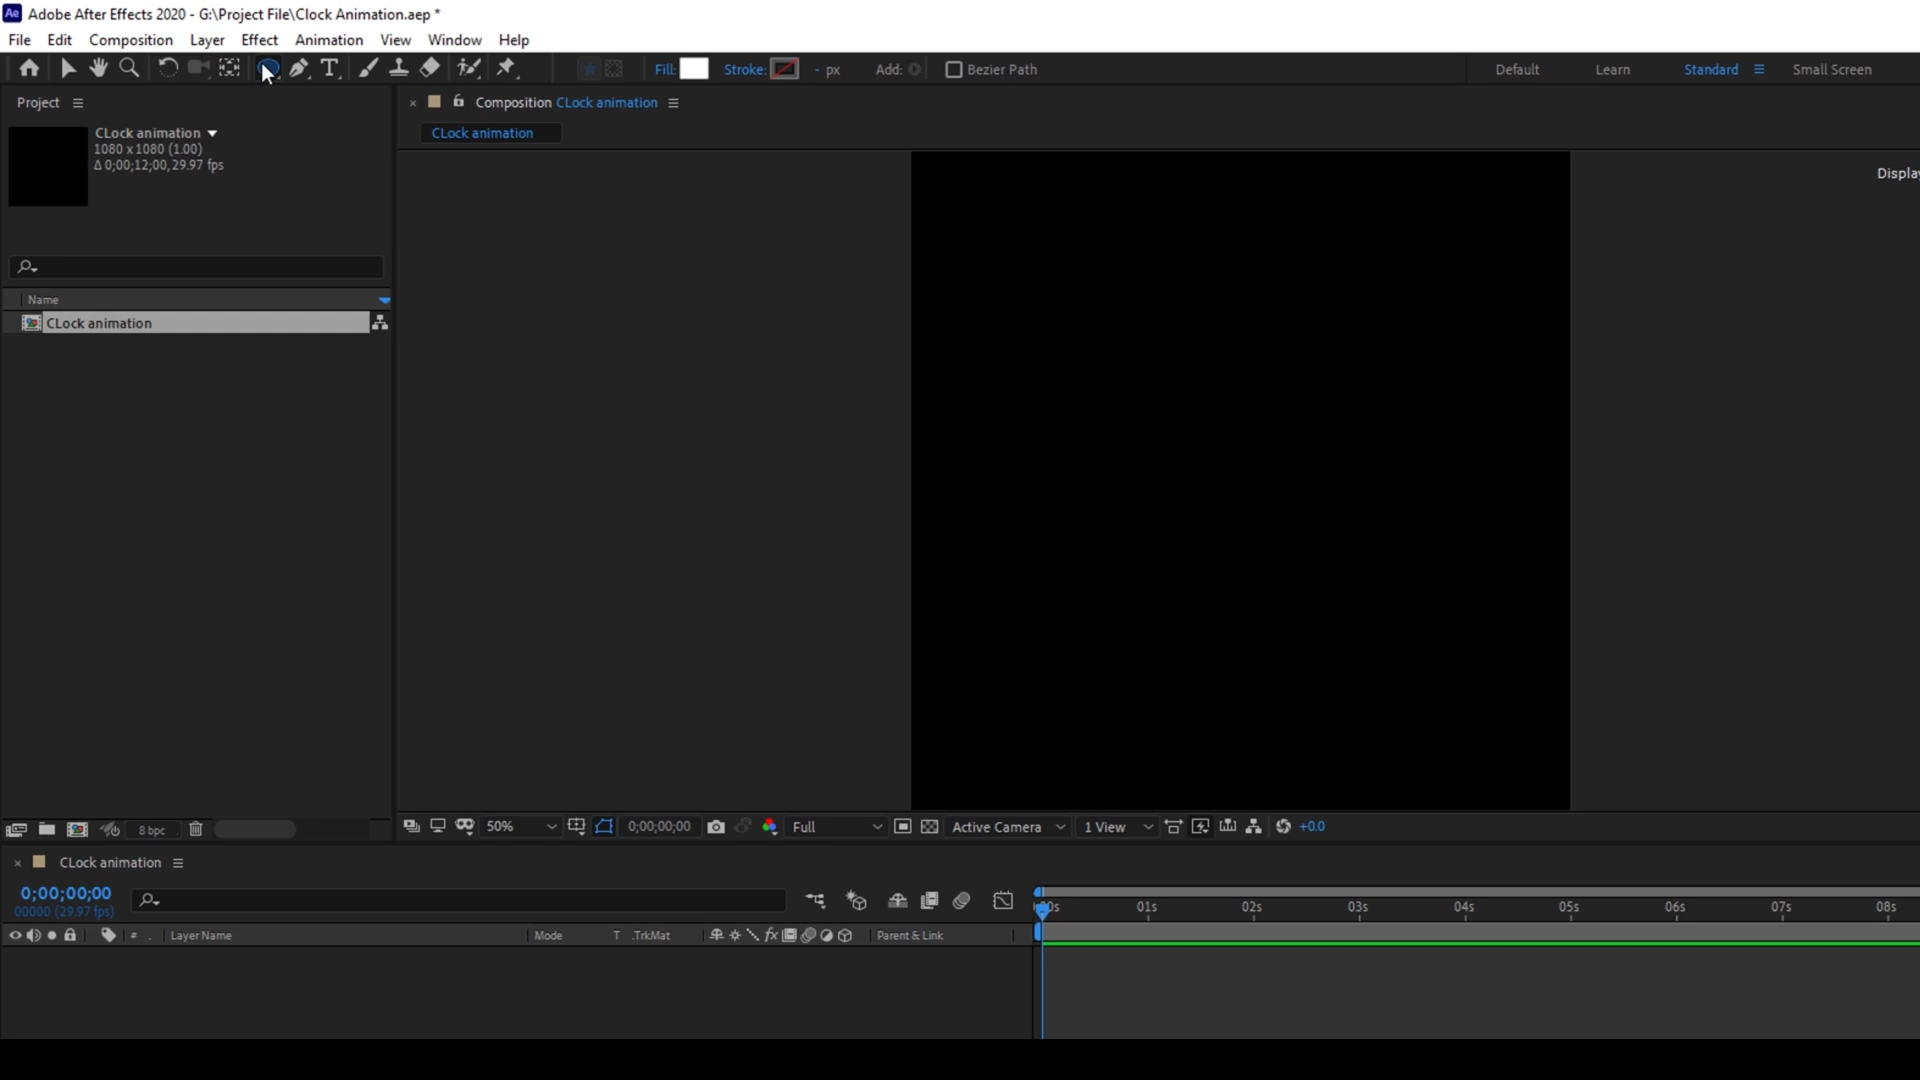 Ae Adobe After Effects 2020 - G:\Project File\Clock Animation.aep *
File Edit Composition Layer Effect Animation View Window Help
Fill: Stroke: - px Add: Bezier Path Default Learn Standard Small Screen
Project
Composition CLock animation
CLock animation
1080 x 1080 (1.00)
Δ 0;00;12;00, 29.97 fps
CLock animation
Display
Name
CLock animation
8 bpc
50% 0;00;00;00 Full Active Camera 1 View +0.0
CLock animation
0;00;00;00
00000 (29.97 fps)
01s 02s 03s 04s 05s 06s 07s 08s
# . Layer Name Mode T .TrkMat fx Parent & Link